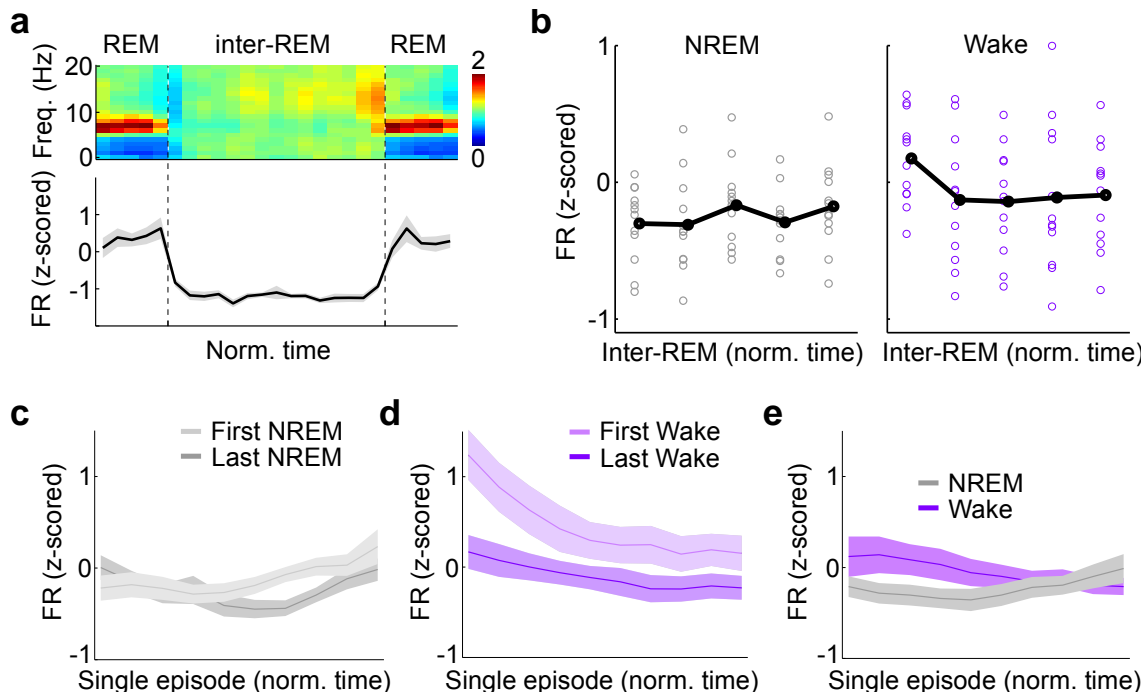 a
REM inter-REM REM
20
10
0
Freq. (Hz)
2
0
1
0
-1
FR (z-scored)
Norm. time
b
NREM Wake
1
0
-1
FR (z-scored)
Inter-REM (norm. time) Inter-REM (norm. time)
c
First NREM
Last NREM
1
0
-1
FR (z-scored)
Single episode (norm. time)
d
First Wake
Last Wake
1
0
-1
FR (z-scored)
Single episode (norm. time)
e
NREM
Wake
1
0
-1
FR (z-scored)
Single episode (norm. time)